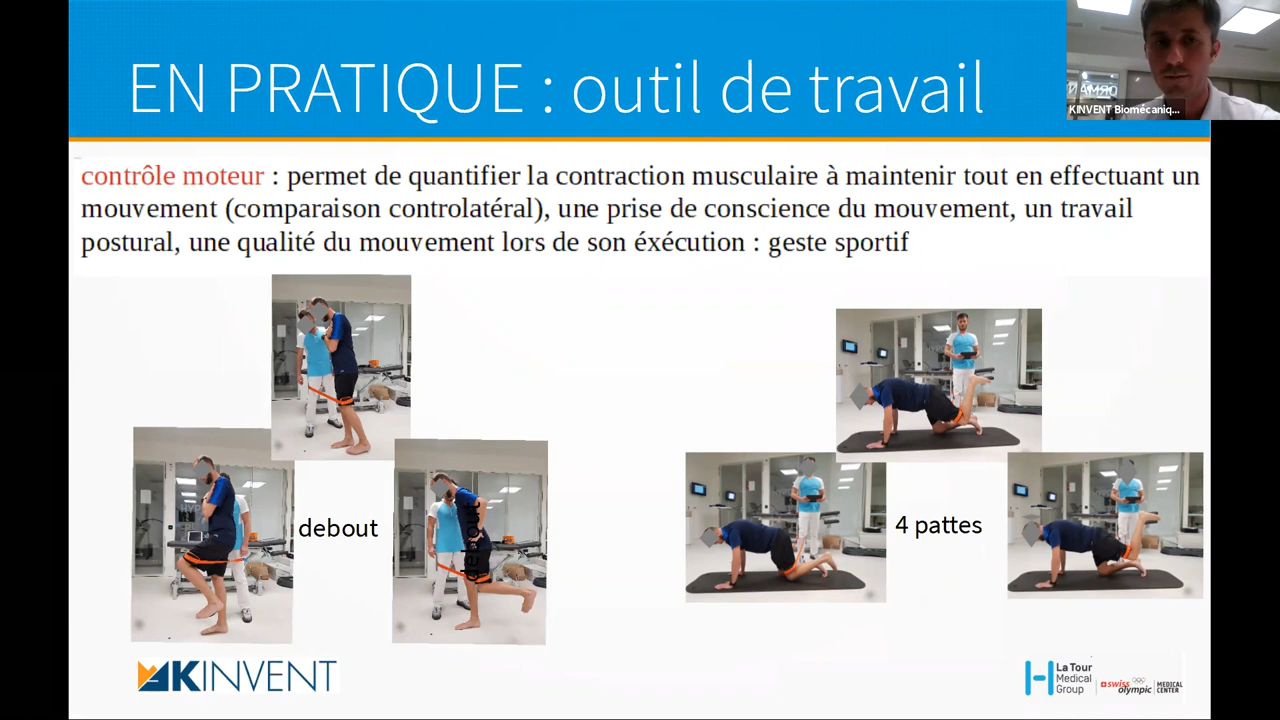 EN PRATIQUE : outil de travail
KINVENT Biomécaniq...
contrôle moteur : permet de quantifier la contraction musculaire à maintenir tout en effectuant un
mouvement (comparaison controlatéral), une prise de conscience du mouvement, un travail
postural, une qualité du mouvement lors de son éxécution : geste sportif
debout
4 pattes
KINVENT
La Tour
Medical
Group
swiss
olympic
MEDICAL
CENTER